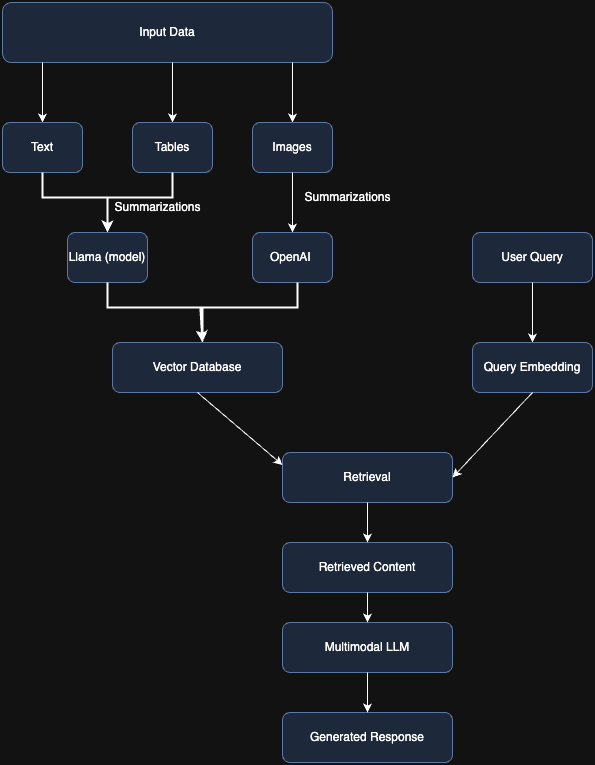 Input Data
Text
Tables
Images
Summarizations
Summarizations
Llama (model)
OpenAI
User Query
Vector Database
Query Embedding
Retrieval
Retrieved Content
Multimodal LLM
Generated Response